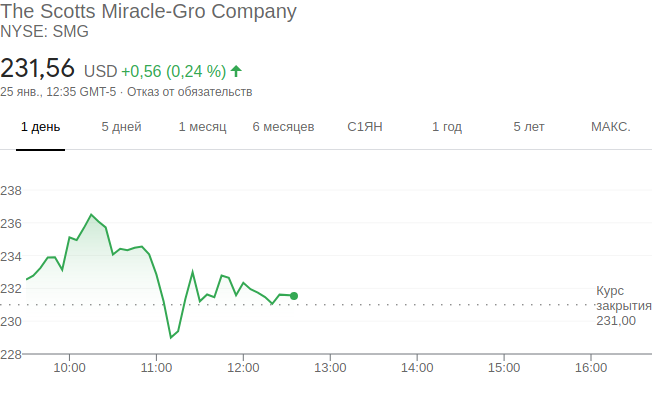 The Scotts Miracle-Gro Company
NYSE: SMG
231,56 USD +0,56 (0,24 %)
25 янв., 12:35 GMT-5 · Отказ от обязательств
1 день 5 дней 1 месяц 6 месяцев С1ЯН 1 год 5 лет МАКС.
238
236
234
232
230
228
Курс
закрытия
231,00
10:00 11:00 12:00 13:00 14:00 15:00 16:00